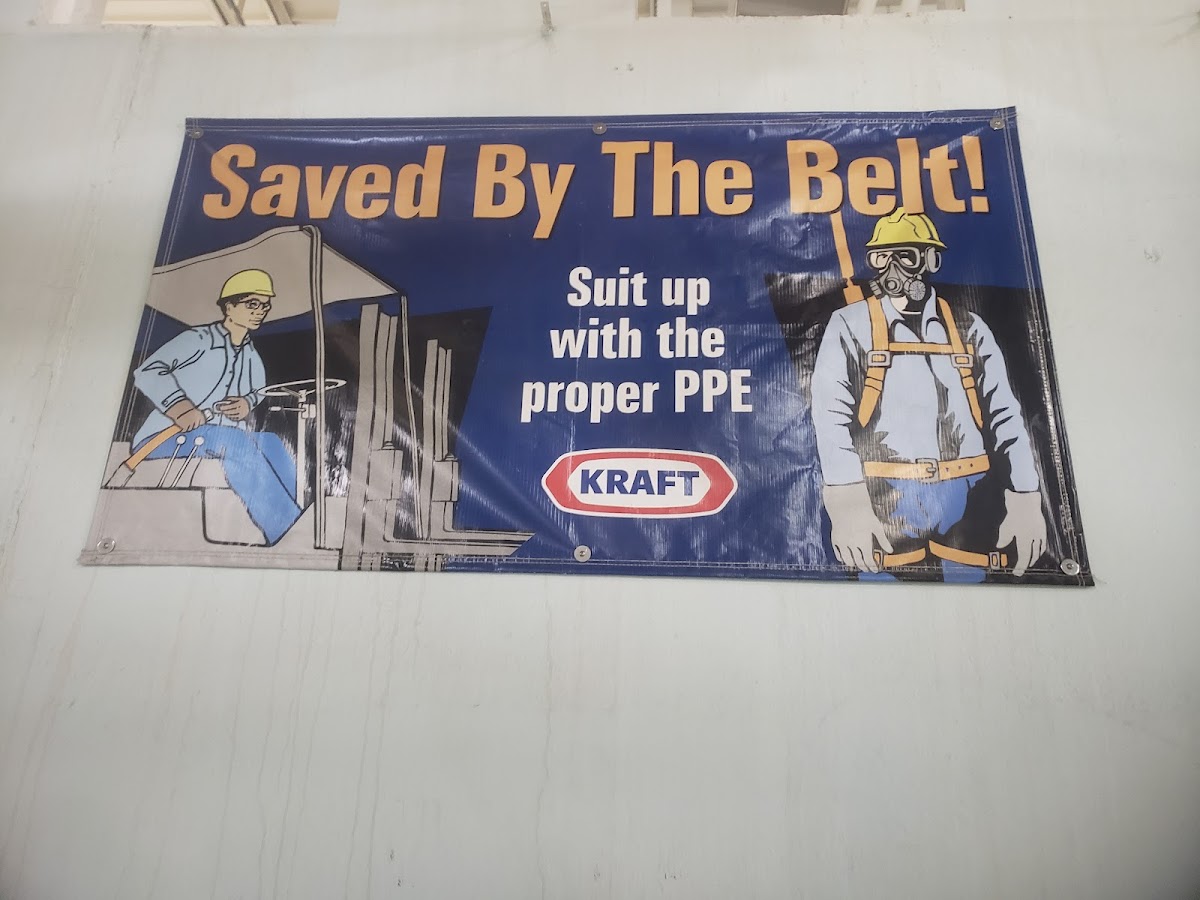 Saved By The Belt!
Suit up
with the
proper PPE
KRAFT